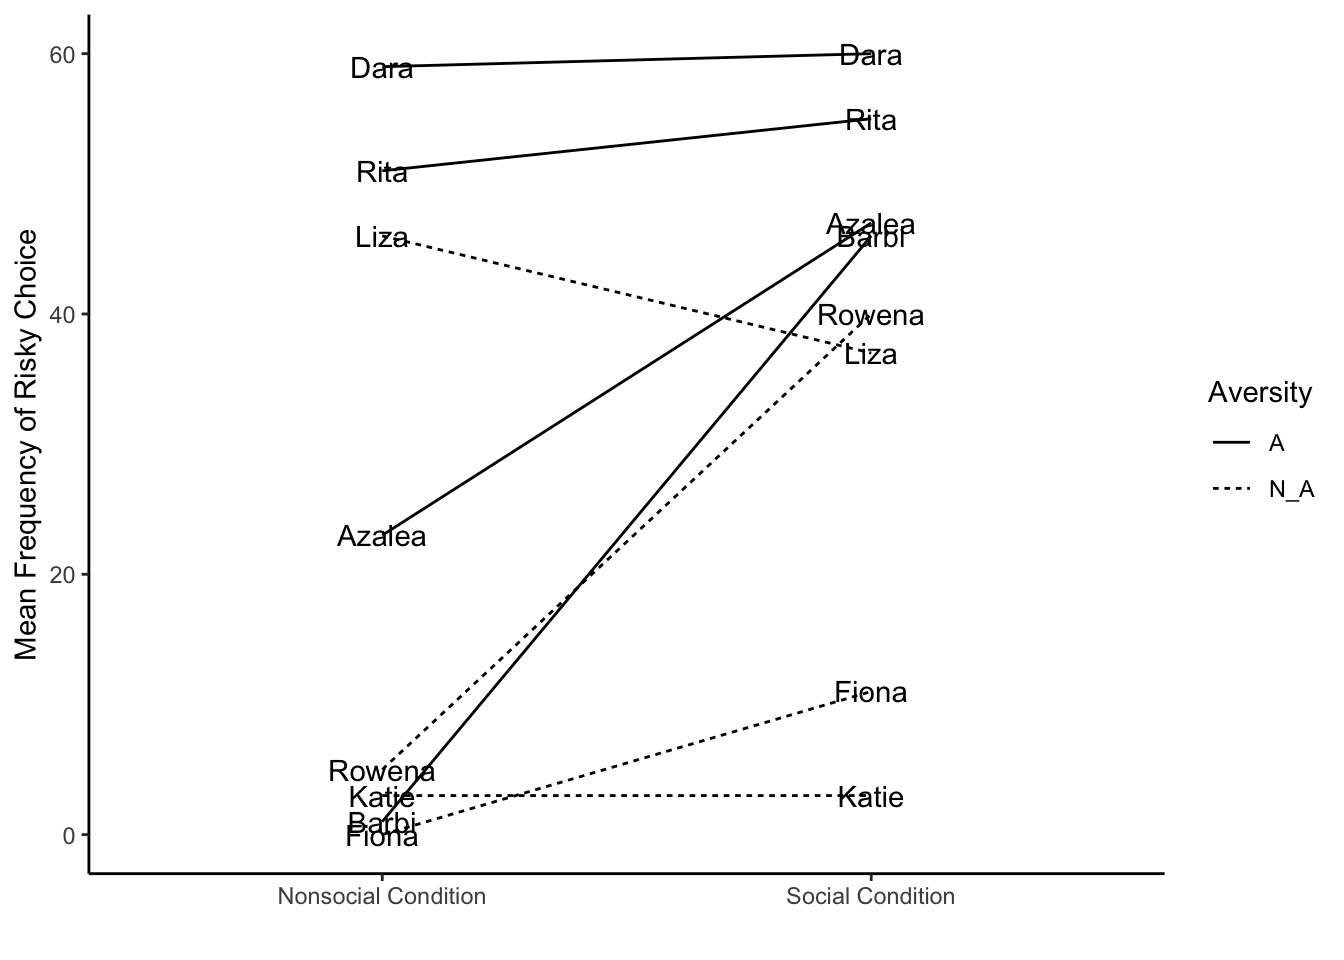 Mean Frequency of Risky Choice
60
40
20
0
Dara
Dara
Rita
Rita
Liza
Azalea
Barbi
Rowena
Liza
Azalea
Fiona
Rowena
Katie
Katie
Barbi
Fiona
Nonsocial Condition
Social Condition
Aversity
A
N_A